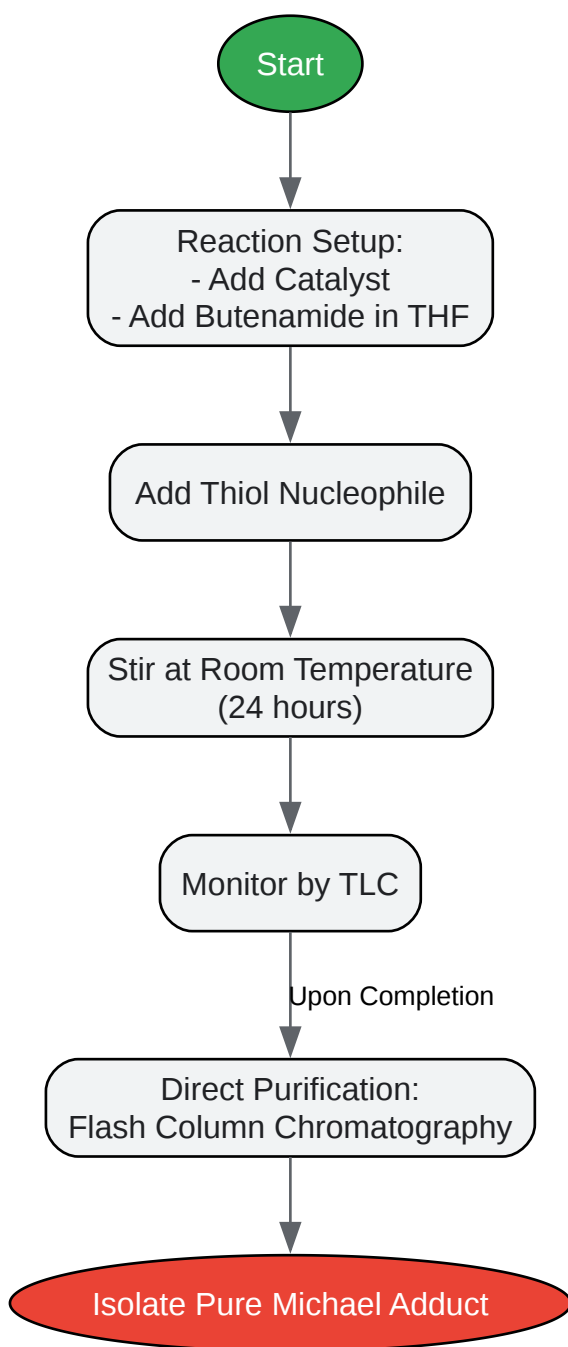 Start
Reaction Setup:
- Add Catalyst
- Add Butenamide in THF
Add Thiol Nucleophile
Stir at Room Temperature
(24 hours)
Monitor by TLC
Upon Completion
Direct Purification:
Flash Column Chromatography
Isolate Pure Michael Adduct